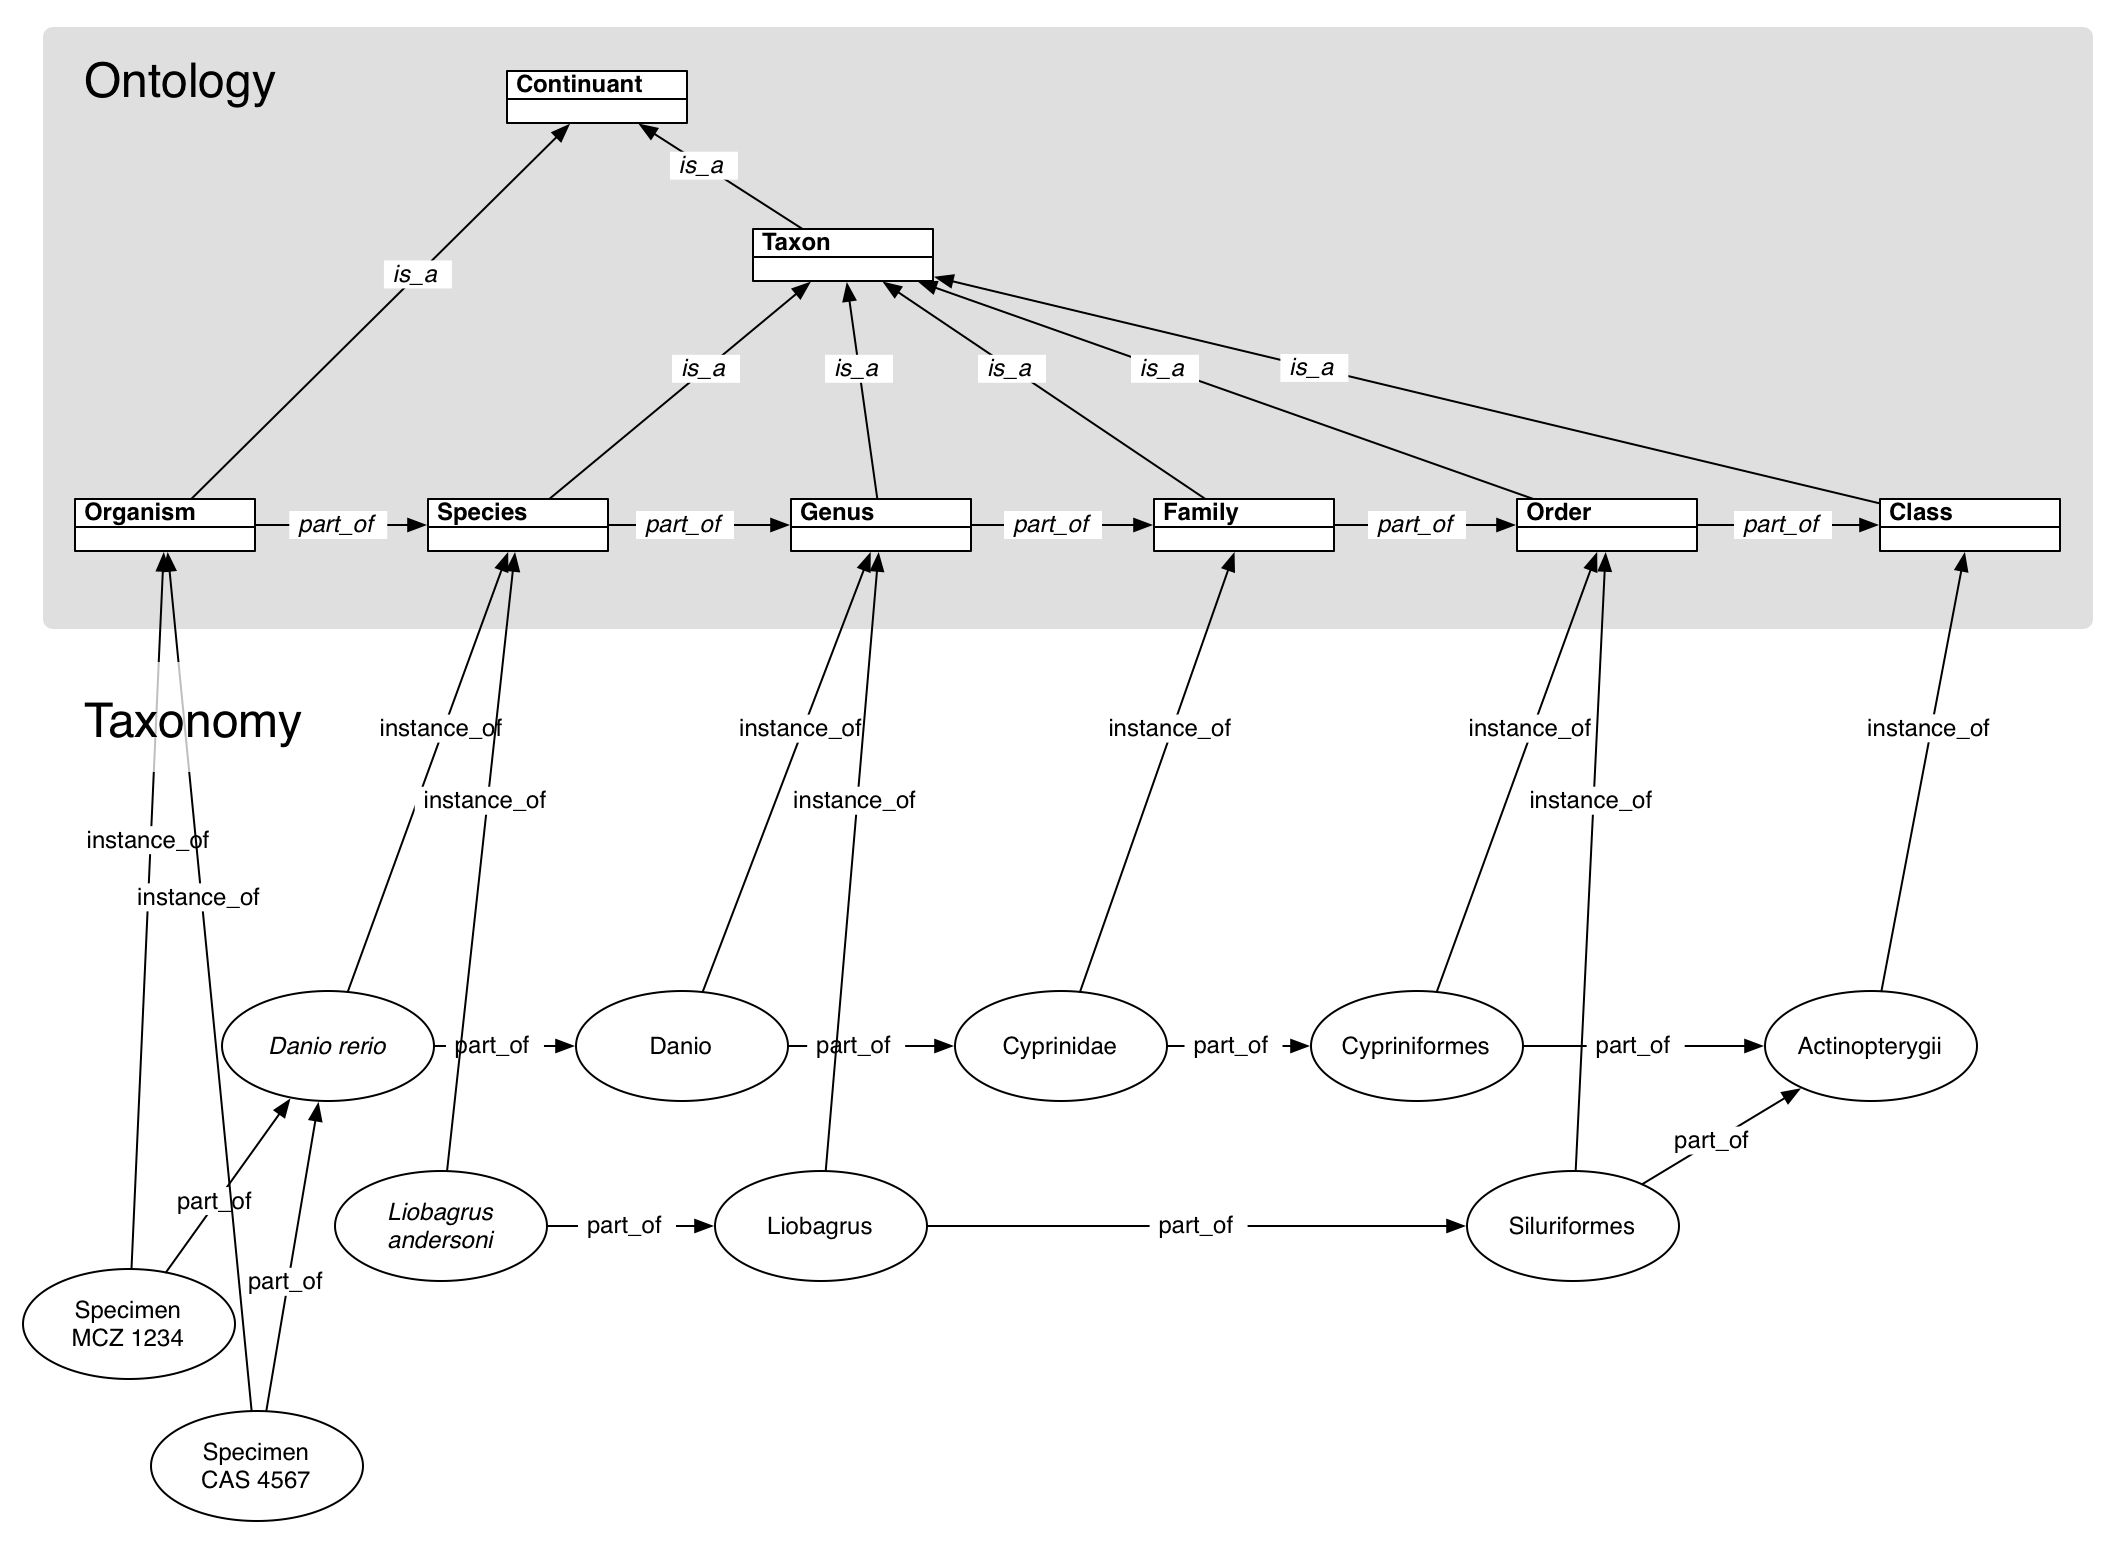 Ontology
Continuant
is_a
Taxon
is_a
is_a
is_a
is_a
is_a
is_a
Organism
part_of
Species
part_of
Genus
part_of
Family
part_of
Order
part_of
Class
Taxonomy
instance_of
instance_of
instance_of
instance_of
instance_of
instance_of
instance_of
instance_of
instance_of
instance_of
Danio rerio
part_of
Danio
part_of
Cyprinidae
part_of
Cypriniformes
part_of
Actinopterygii
part_of
part_of
Liobagrus
andersoni
part_of
Liobagrus
part_of
Siluriformes
part_of
Specimen
MCZ 1234
Specimen
CAS 4567